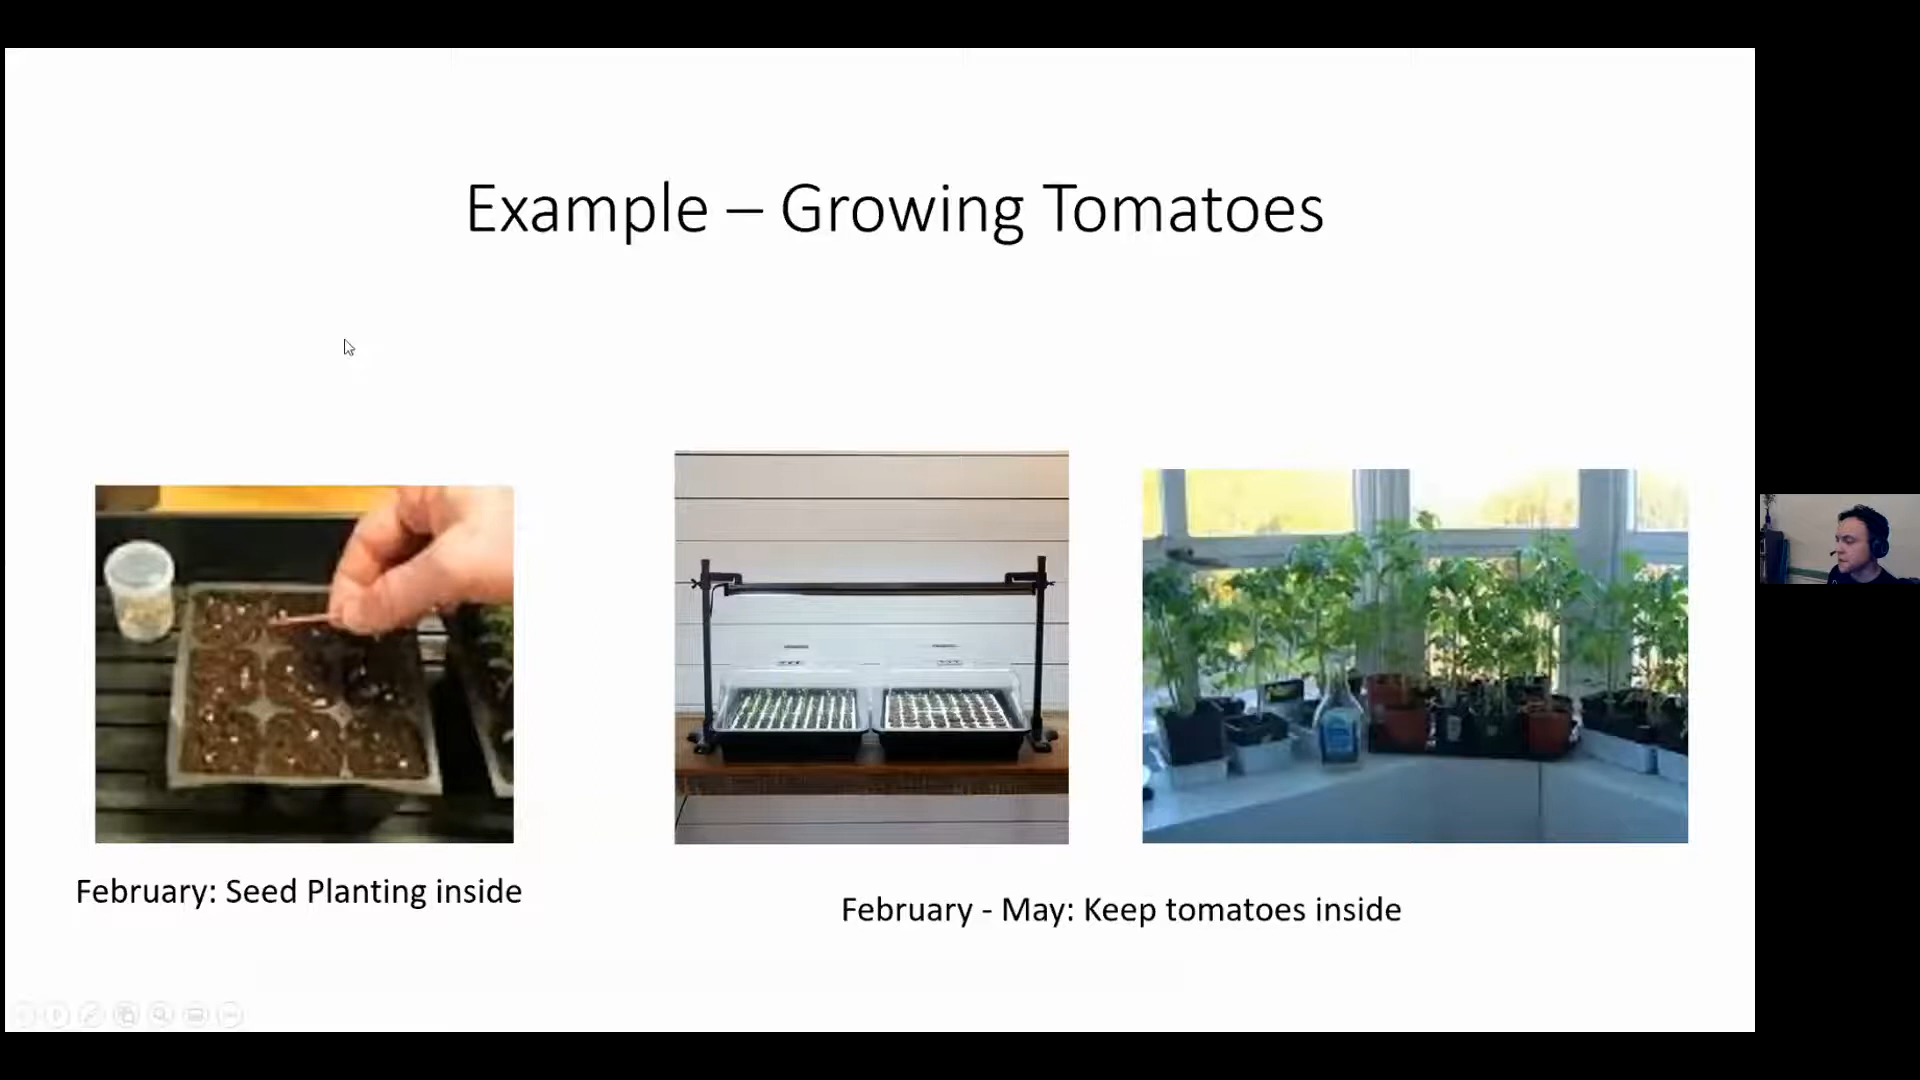 Example – Growing Tomatoes
February: Seed Planting inside
February - May: Keep tomatoes inside